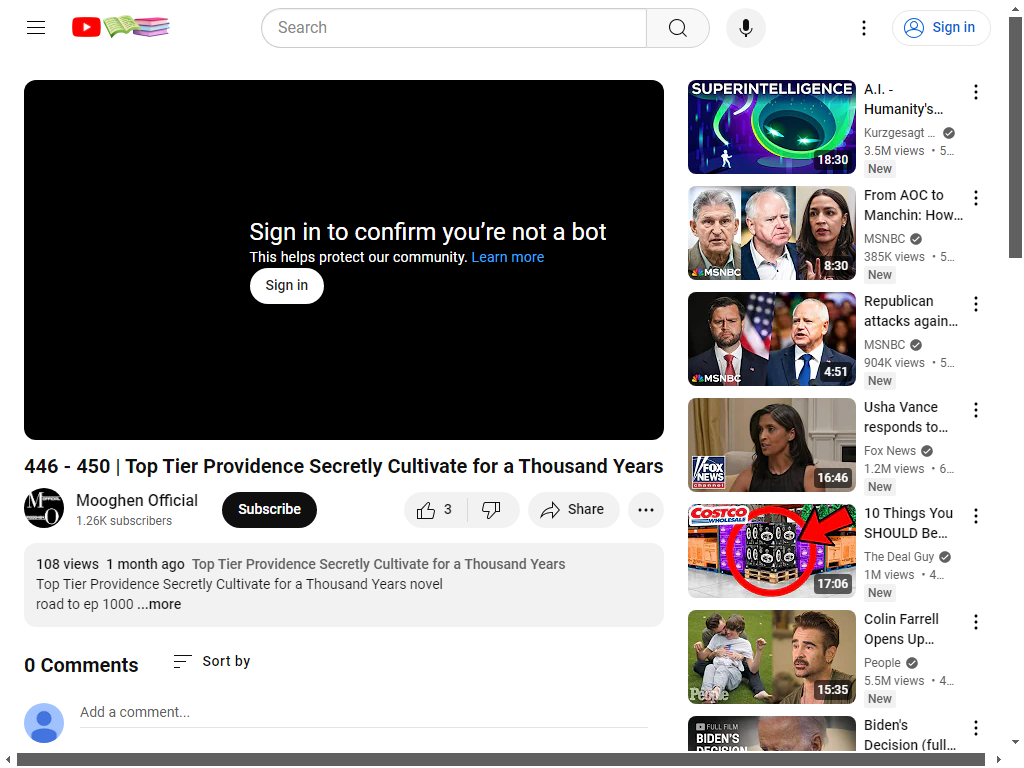 Search
Sign in
Sign in to confirm you’re not a bot
This helps protect our community. Learn more
Sign in
446 - 450 | Top Tier Providence Secretly Cultivate for a Thousand Years
Mooghen Official
1.26K subscribers
Subscribe
3
Share
108 views 1 month ago Top Tier Providence Secretly Cultivate for a Thousand Years
Top Tier Providence Secretly Cultivate for a Thousand Years novel
road to ep 1000 ...more
0 Comments
Sort by
Add a comment...
SUPERINTELLIGENCE
18:30
A.I. -
Humanity's...
Kurzgesagt ...
3.5M views • 5...
New
MSNBC
8:30
From AOC to
Manchin: How...
MSNBC
385K views • 5...
New
MSNBC
4:51
Republican
attacks again...
MSNBC
904K views • 5...
New
FOX
NEWS
channel
16:46
Usha Vance
responds to...
Fox News
1.2M views • 6...
New
COSTCO
WHOLESALE
17:06
10 Things You
SHOULD Be...
The Deal Guy
1M views • 4...
New
People
15:35
Colin Farrell
Opens Up...
People
5.5M views • 4...
New
FULL FILM
BIDEN'S
DECISION
Biden's
Decision (full...